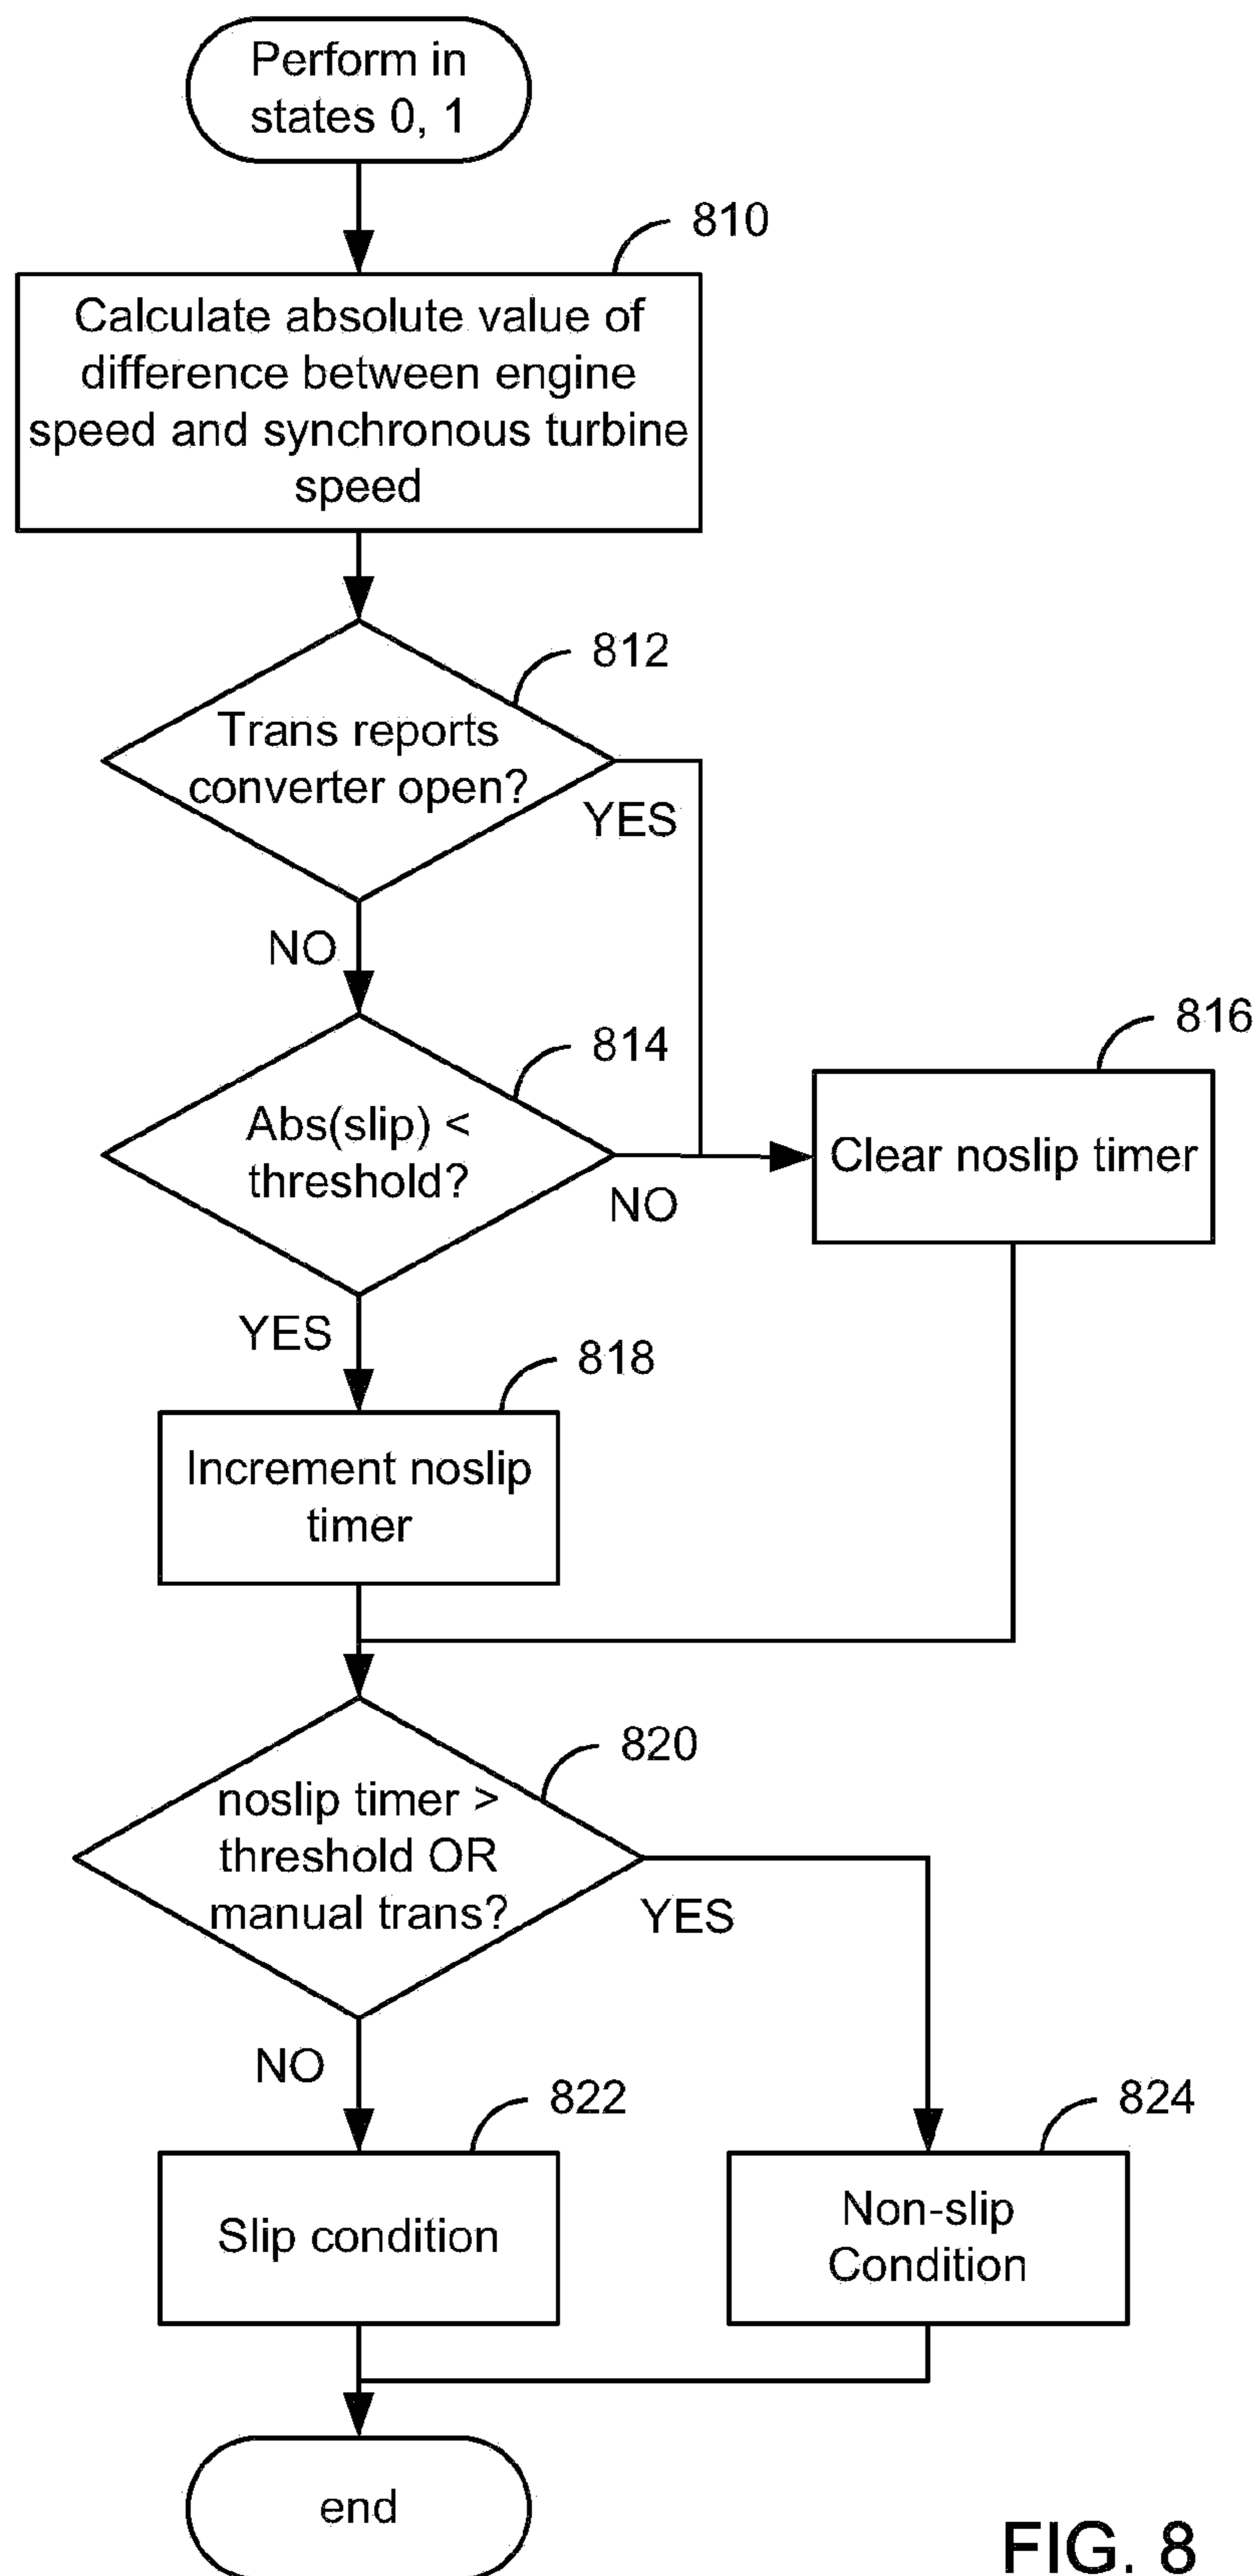 Perform in
states 0, 1
810
Calculate absolute value of
difference between engine
speed and synchronous turbine
speed
812
Trans reports
converter open?
YES
NO
814
816
Abs(slip) <
threshold?
Clear noslip timer
NO
YES
818
Increment noslip
timer
820
noslip timer >
threshold OR
manual trans?
YES
NO
822
824
Slip condition
Non-slip
Condition
end
FIG. 8